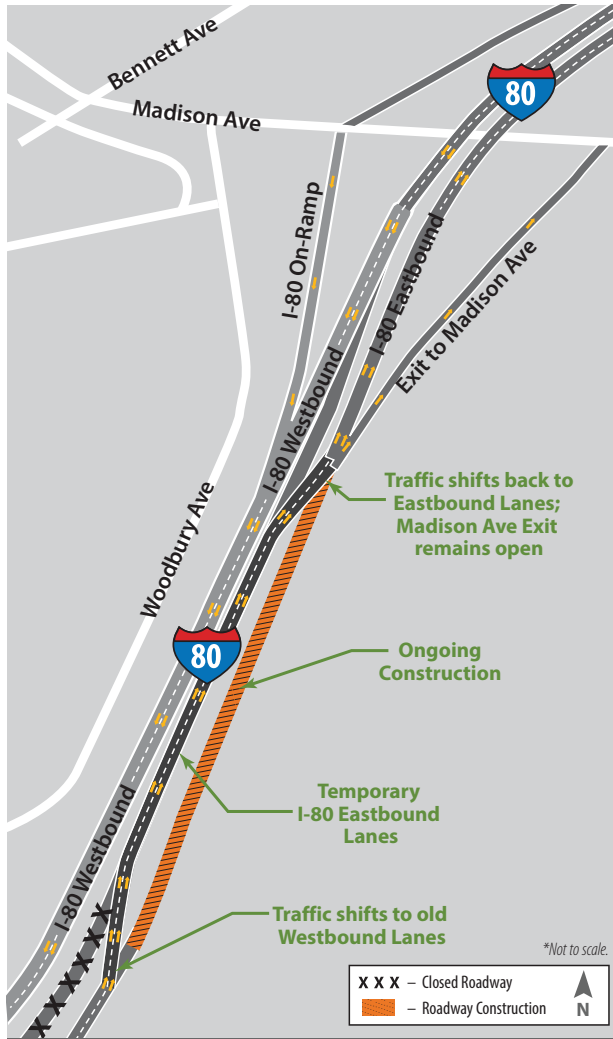 Bennett Ave
Madison Ave
80
I-80 On-Ramp
I-80 Eastbound
Exit to Madison Ave
I-80 Westbound
Traffic shifts back to
Eastbound Lanes;
Madison Ave Exit
remains open
Woodbury Ave
80
Ongoing
Construction
Temporary
I-80 Eastbound
Lanes
I-80 Westbound
Traffic shifts to old
Westbound Lanes
X X X X X X
*Not to scale.
X X X – Closed Roadway
– Roadway Construction
N